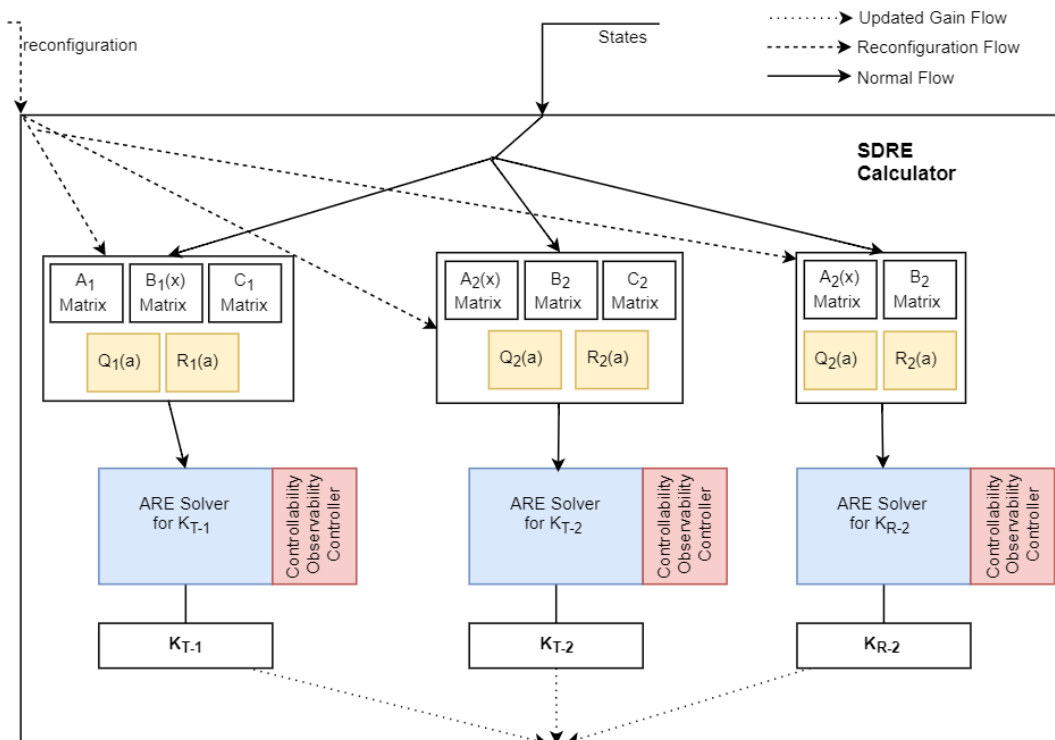 States
Updated Gain Flow
reconfiguration
Reconfiguration Flow
Normal Flow
SDRE
Calculator
A1
Matrix
B1(x)
Matrix
C1
Matrix
Q1(a)
R1(a)
A2(x)
Matrix
B2
Matrix
C2
Matrix
Q2(a)
R2(a)
A2(x)
Matrix
B2
Matrix
Q2(a)
R2(a)
ARE Solver
for KT-1
Controllability
Observability
Controller
ARE Solver
for KT-2
Controllability
Observability
Controller
ARE Solver
for KR-2
Controllability
Observability
Controller
KT-1
KT-2
KR-2